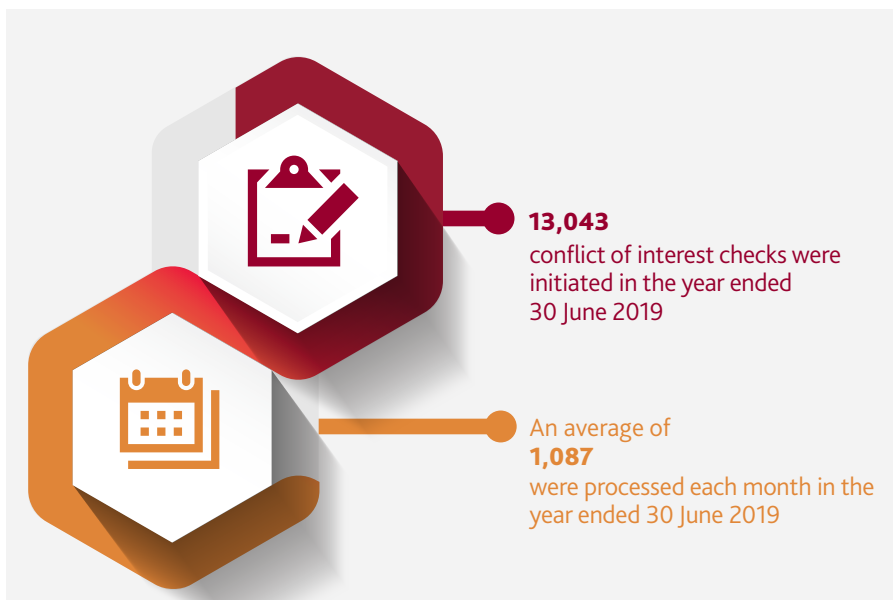 13,043
conflict of interest checks were
initiated in the year ended
30 June 2019
An average of
1,087
were processed each month in the
year ended 30 June 2019